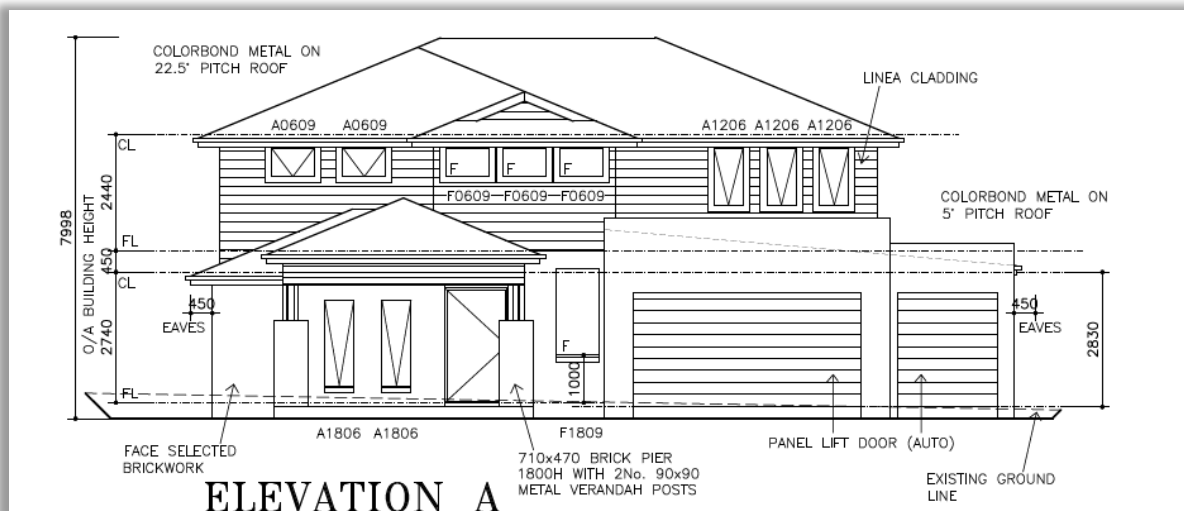 COLORBOND METAL ON
22.5° PITCH ROOF
LINEA CLADDING
A0609 A0609
A1206 A1206 A1206
CL
F F F
F0609 F0609 F0609
COLORBOND METAL ON
5° PITCH ROOF
7998
O/A BUILDING HEIGHT
2440
FL
450
CL
2740
FL
450
EAVES
F
1000
450
EAVES
2830
A1806 A1806
F1809
FACE SELECTED
BRICKWORK
710x470 BRICK PIER
1800H WITH 2No. 90x90
METAL VERANDAH POSTS
PANEL LIFT DOOR (AUTO)
EXISTING GROUND
LINE
ELEVATION A